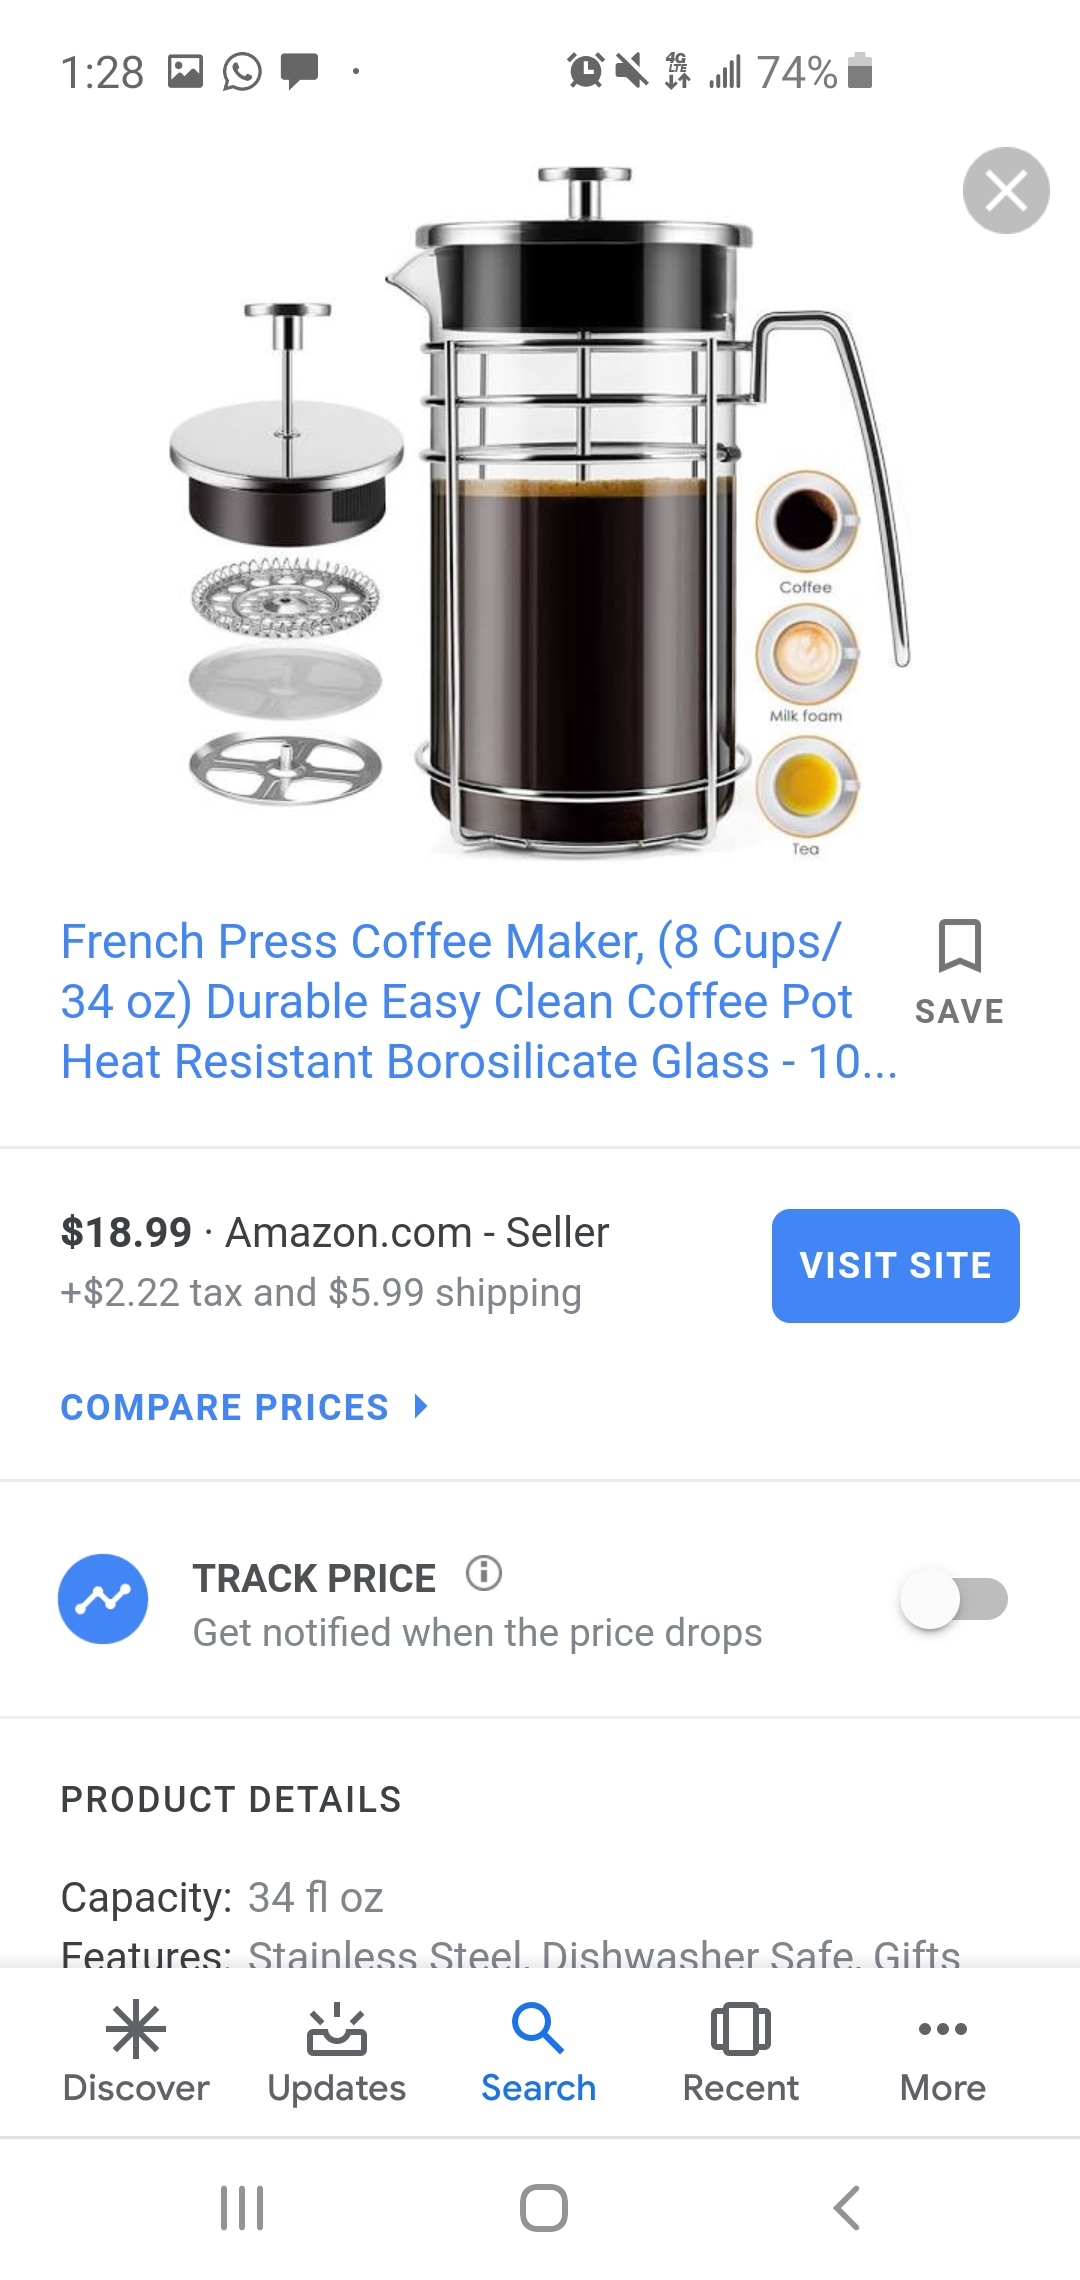 1:28
4G
LTE
74%
Coffee
Milk foam
Tea
French Press Coffee Maker, (8 Cups/
34 oz) Durable Easy Clean Coffee Pot
Heat Resistant Borosilicate Glass - 10...
SAVE
$18.99 · Amazon.com - Seller
+$2.22 tax and $5.99 shipping
VISIT SITE
COMPARE PRICES
TRACK PRICE
Get notified when the price drops
PRODUCT DETAILS
Capacity: 34 fl oz
Features: Stainless Steel, Dishwasher Safe, Gifts
Discover
Updates
Search
Recent
More